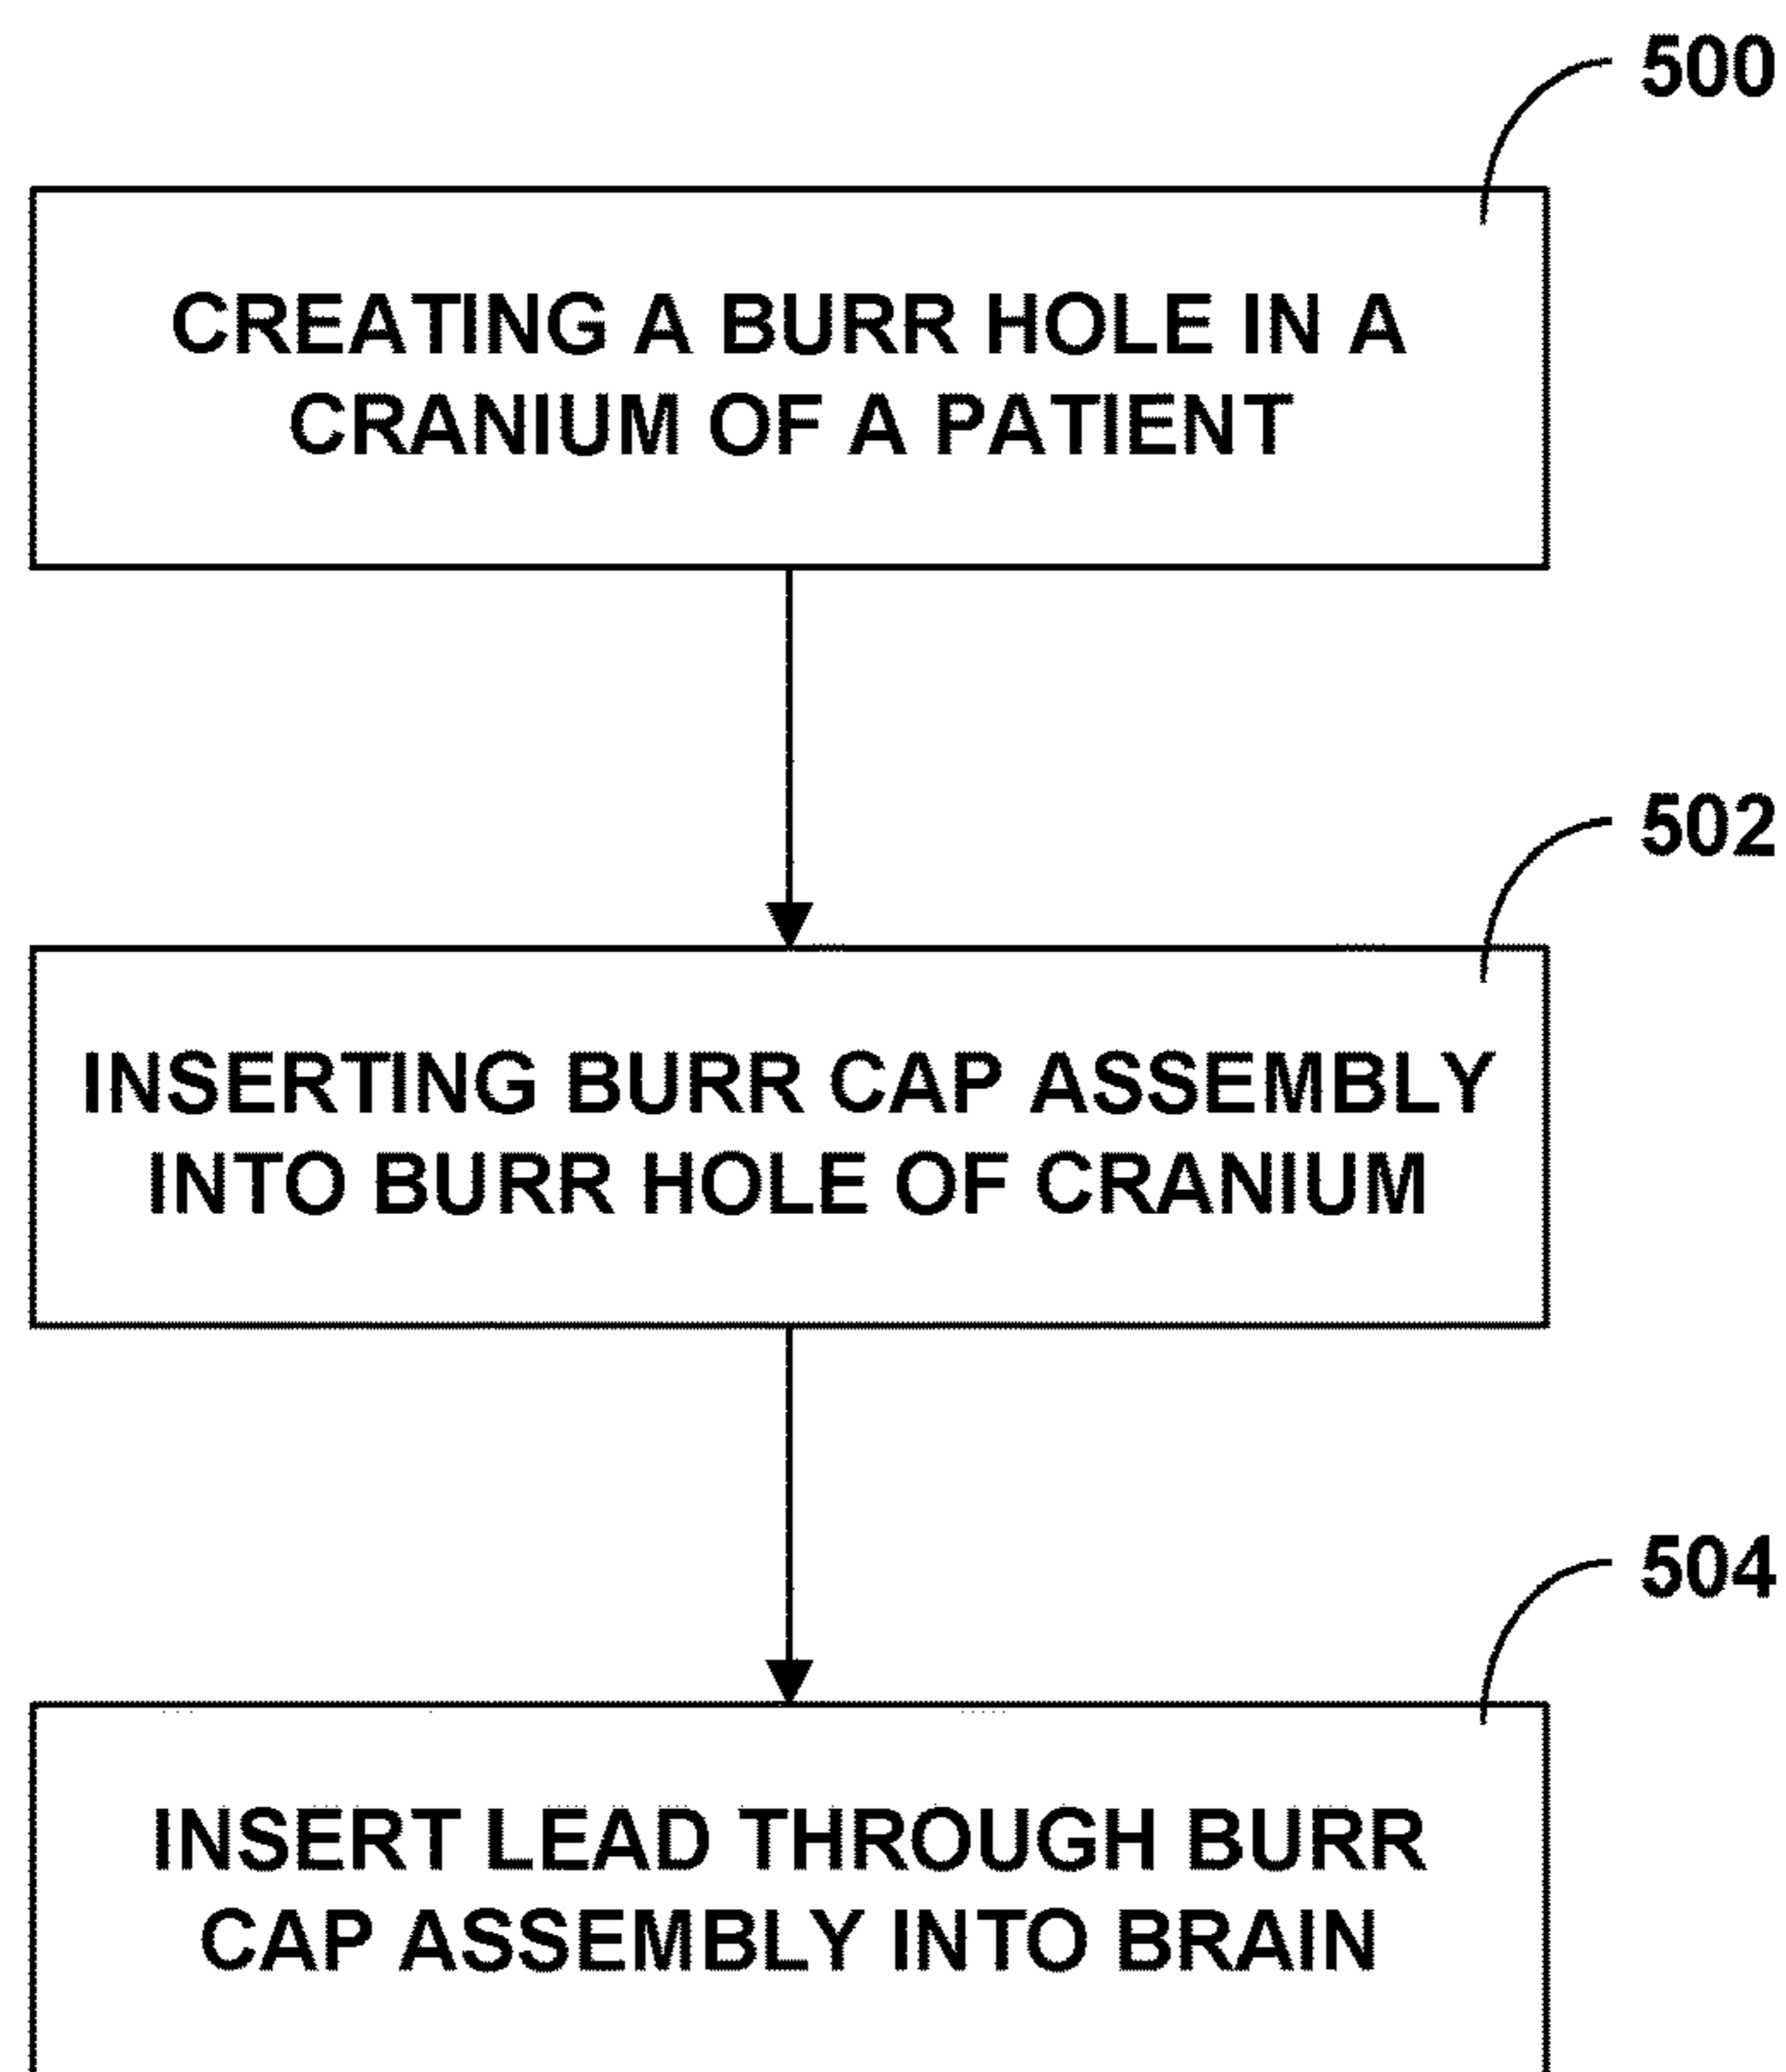 500
CREATING A BURR HOLE IN A
CRANIUM OF A PATIENT
502
INSERTING BURR CAP ASSEMBLY
INTO BURR HOLE OF CRANIUM
504
INSERT LEAD THROUGH BURR
CAP ASSEMBLY INTO BRAIN